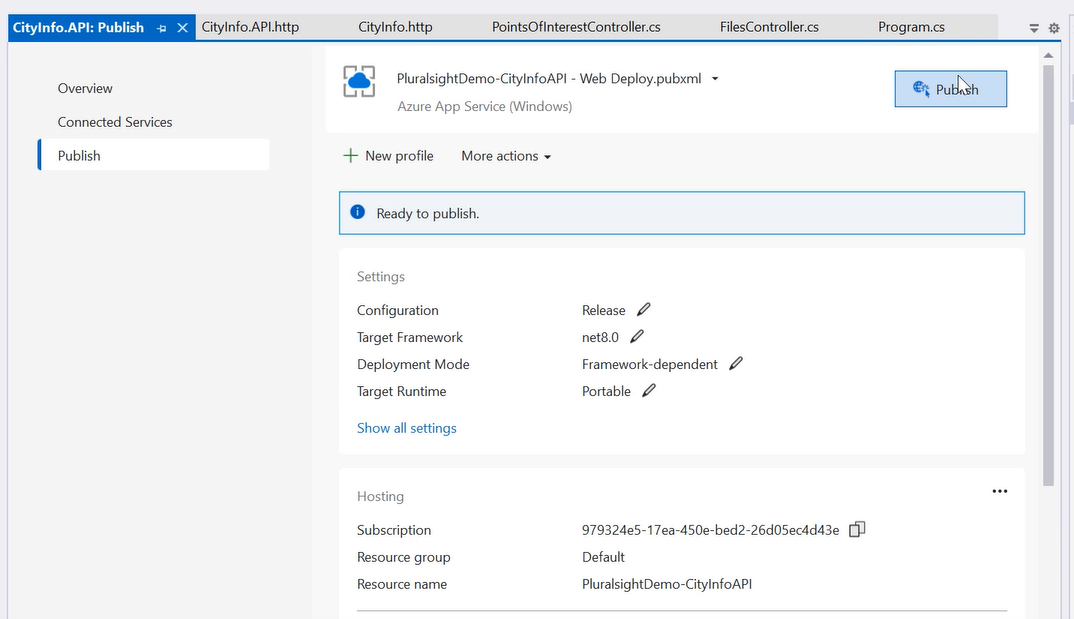 CityInfo.API: Publish CityInfo.API.http CityInfo.http PointsOfInterestController.cs FilesController.cs Program.cs
Overview
Connected Services
Publish
PluralsightDemo-CityInfoAPI - Web Deploy.pubxml
Azure App Service (Windows)
Publish
New profile More actions
Ready to publish.
Settings
Configuration Release
Target Framework net8.0
Deployment Mode Framework-dependent
Target Runtime Portable
Show all settings
Hosting
Subscription 979324e5-17ea-450e-bed2-26d05ec4d43e
Resource group Default
Resource name PluralsightDemo-CityInfoAPI